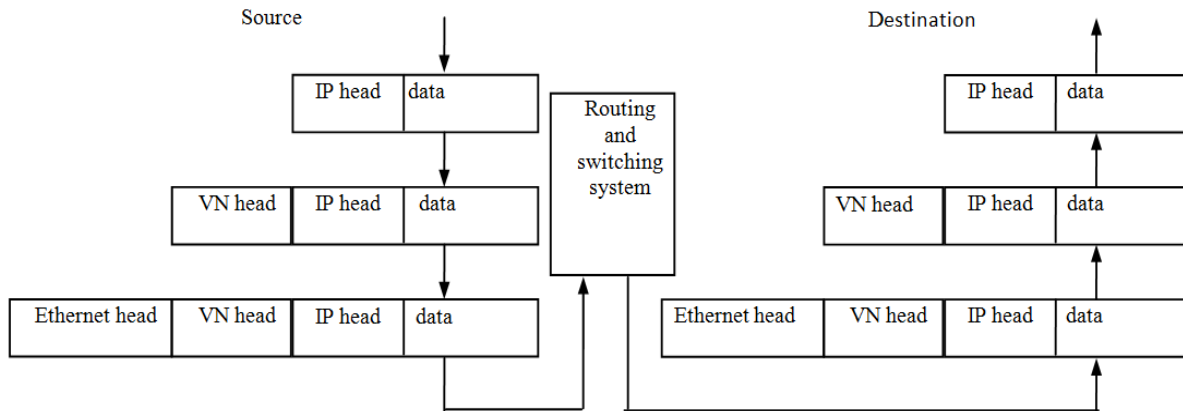 Source
Destination
IP head data
Routing
and
switching
system
IP head data
VN head IP head data
VN head IP head data
Ethernet head VN head IP head data
Ethernet head VN head IP head data